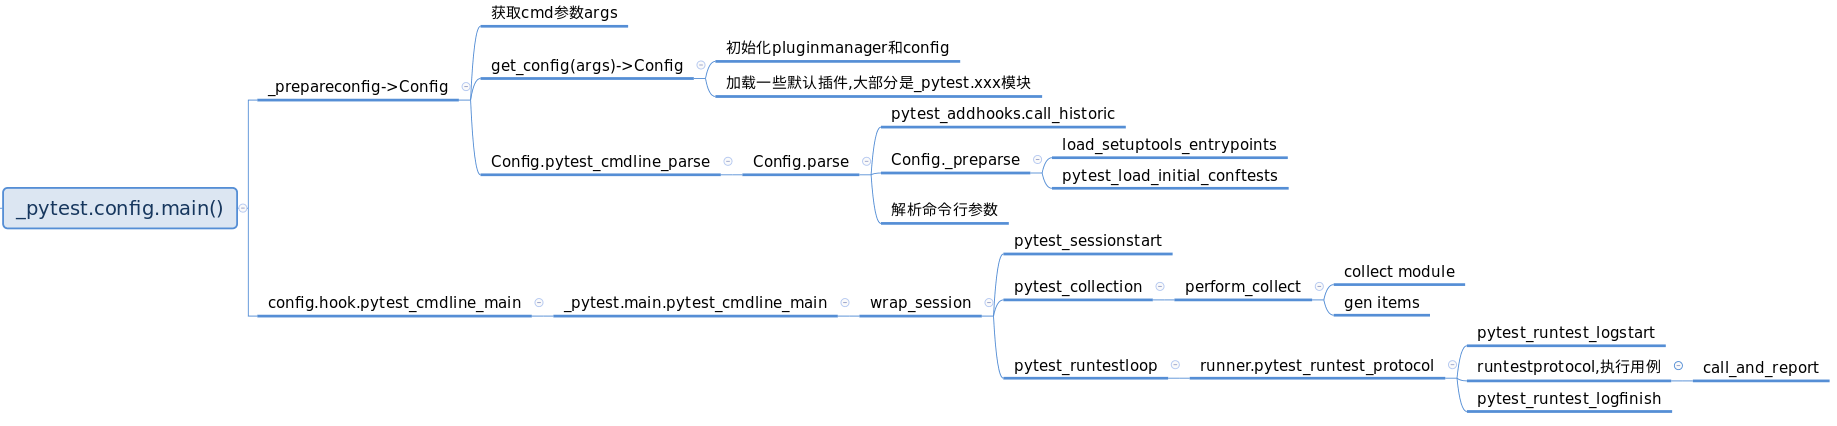 _pytest.config.main()
_prepareconfig->Config
获取cmd参数args
get_config(args)->Config
初始化pluginmanager和config
加载一些默认插件,大部分是_pytest.xxx模块
Config.pytest_cmdline_parse
Config.parse
pytest_addhooks.call_historic
Config._preparse
load_setuptools_entrypoints
pytest_load_initial_conftests
解析命令行参数
config.hook.pytest_cmdline_main
_pytest.main.pytest_cmdline_main
wrap_session
pytest_sessionstart
pytest_collection
perform_collect
collect module
gen items
pytest_runtestloop
runner.pytest_runtest_protocol
pytest_runtest_logstart
runtestprotocol,执行用例
call_and_report
pytest_runtest_logfinish